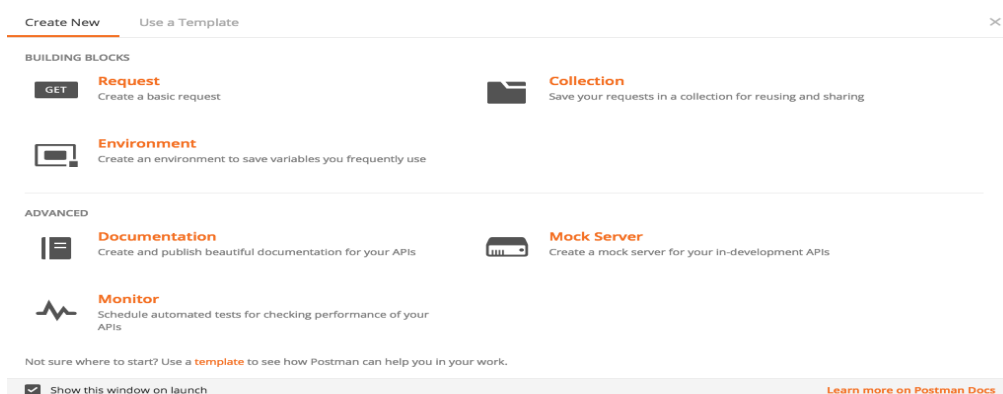 Create New
Use a Template
BUILDING BLOCKS
GET
Request
Create a basic request
Collection
Save your requests in a collection for reusing and sharing
Environment
Create an environment to save variables you frequently use
ADVANCED
Documentation
Create and publish beautiful documentation for your APIs
Mock Server
Create a mock server for your in-development APIs
Monitor
Schedule automated tests for checking performance of your
APIs
Not sure where to start? Use a template to see how Postman can help you in your work.
Show this window on launch
Learn more on Postman Docs